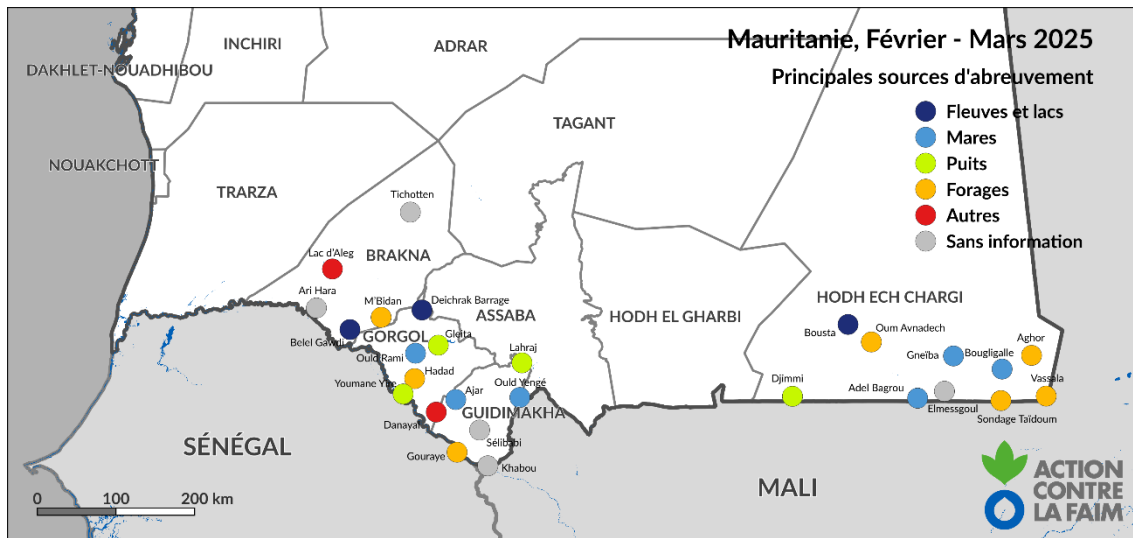 Mauritanie, Février - Mars 2025
Principales sources d'abreuvement
Fleuves et lacs
Mares
Puits
Forages
Autres
Sans information
INCHIRI
ADRAR
DAKHLET-NOUADHIBOU
TAGANT
NOUAKCHOTT
TRARZA
Tichotten
BRAKNA
Lac d'Aleg
Ari Hara
M'Bidan
Deichrak Barrage
ASSABA
HODH EL GHARBI
HODH ECH CHARGI
Belel Gawdi
GORGOL
Gleita
Ould Rami
Lahraj
Hadad
Youmane Yire
Ajar
Ould Yengé
GUIDIMAKHA
Danayal
Sélibabi
Gouraye
Khabou
Bousta
Oum Avnadech
Gneïba
Bougligalle
Aghor
Djimmi
Adel Bagrou
Elmessgoul
Vassala
Sondage Taïdoum
SÉNÉGAL
MALI
0 100 200 km
ACTION
CONTRE
LA FAIM